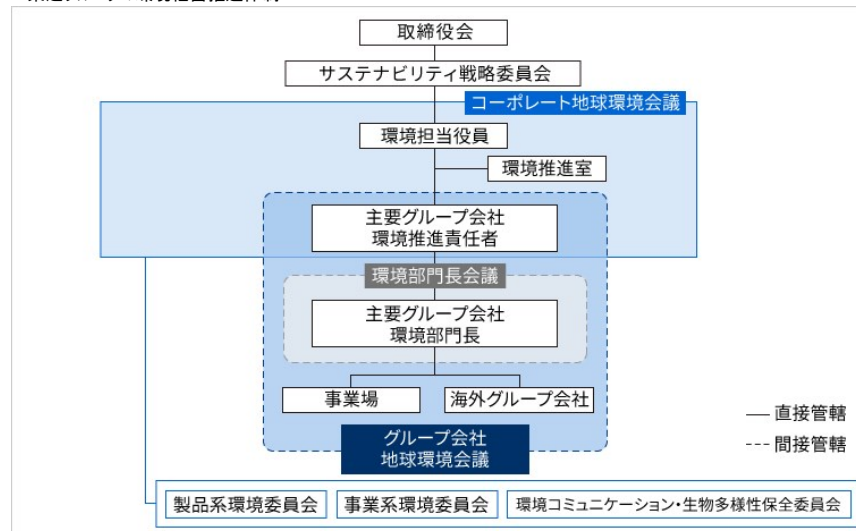 取締役会
サステナビリティ戦略委員会
コーポレート地球環境会議
環境担当役員
環境推進室
主要グループ会社
環境推進責任者
環境部門長会議
主要グループ会社
環境部門長
事業場
海外グループ会社
グループ会社
地球環境会議
― 直接管轄
--- 間接管轄
製品系環境委員会
事業系環境委員会
環境コミュニケーション・生物多様性保全委員会